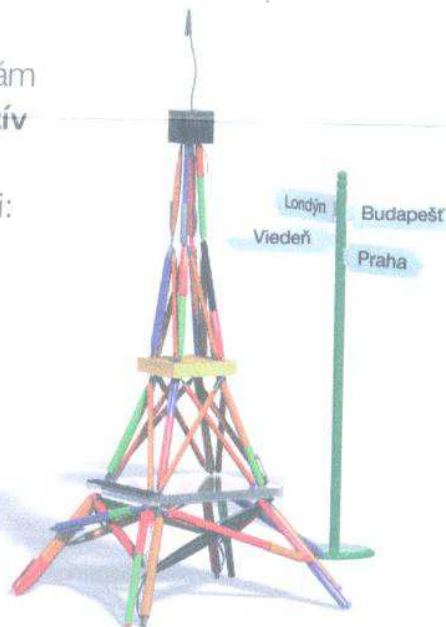 ám
ív
i:
Londýn
Budapešť
Viedeň
Praha